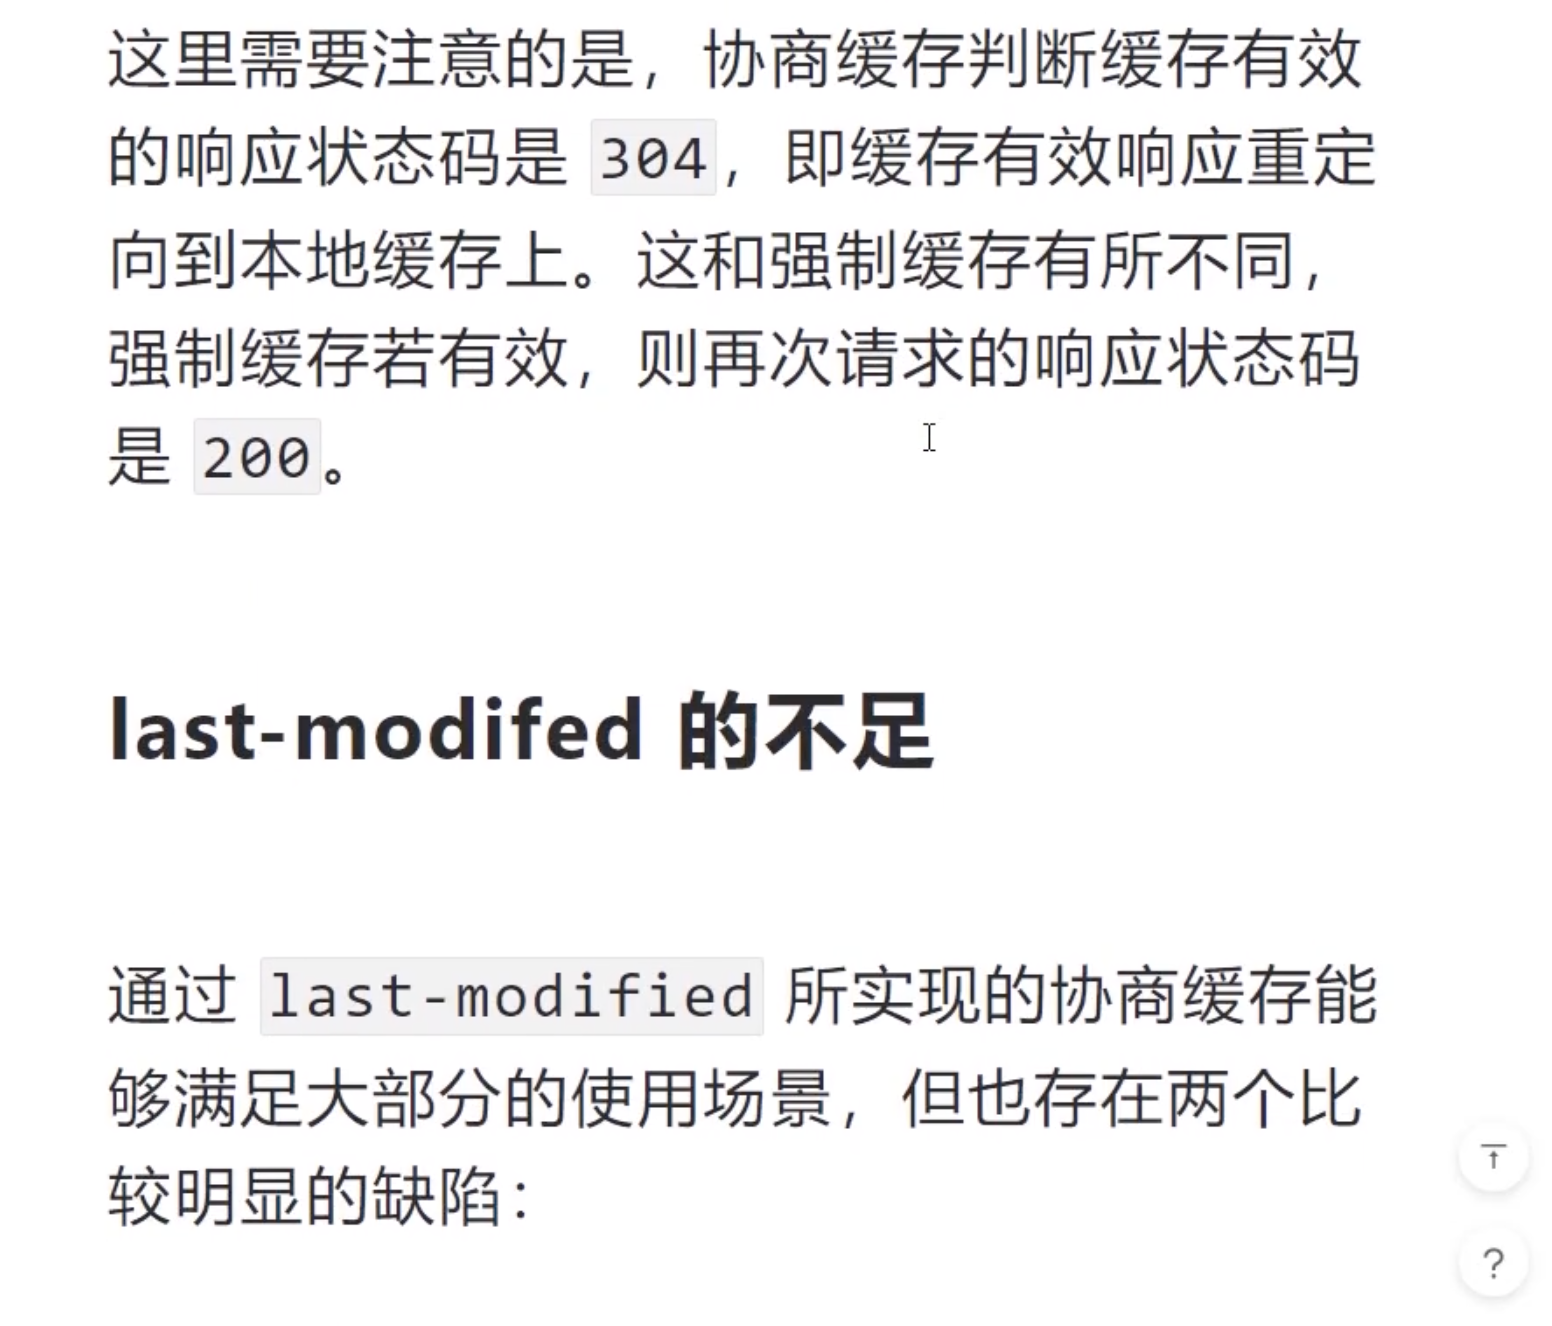 这里需要注意的是，协商缓存判断缓存有效
的响应状态码是 304，即缓存有效响应重定
向到本地缓存上。这和强制缓存有所不同，
强制缓存若有效，则再次请求的响应状态码
是 200。
last-modifed 的不足
通过 last-modified 所实现的协商缓存能
够满足大部分的使用场景，但也存在两个比
较明显的缺陷：
?